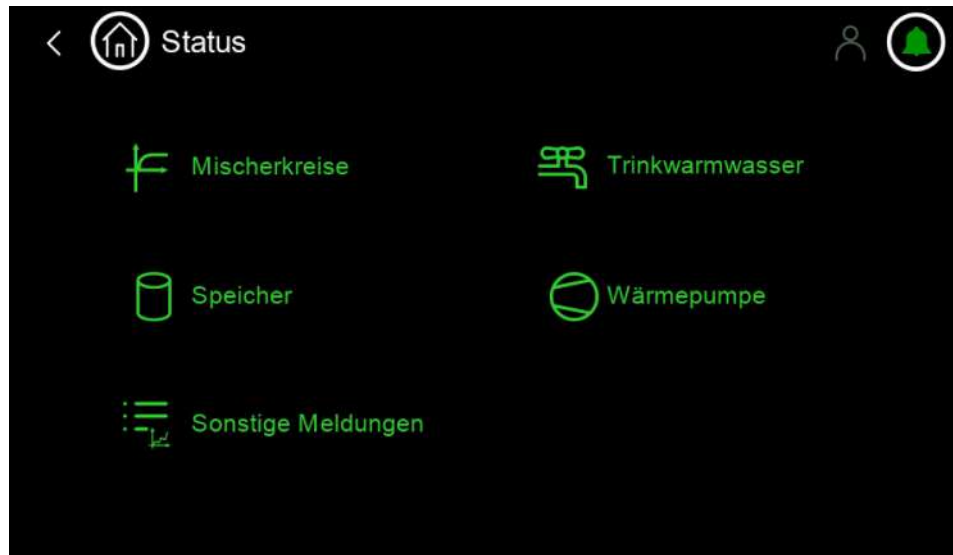 Status
Mischerkreise
Trinkwarmwasser
Speicher
Wärmepumpe
Sonstige Meldungen